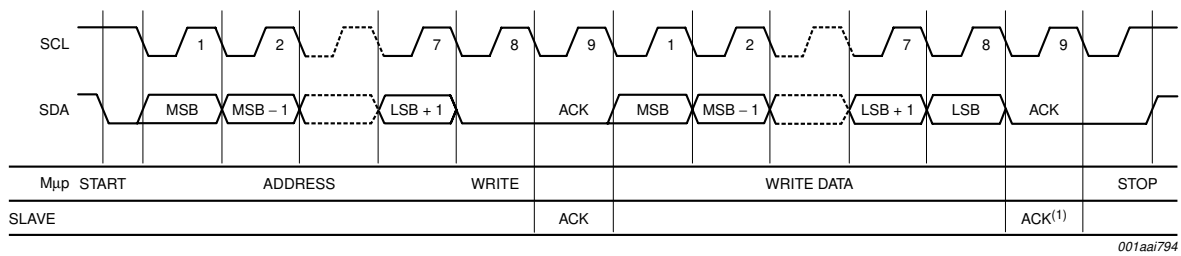 SCL 1 2 7 8 9 1 2 7 8 9
SDA MSB MSB − 1 LSB + 1 ACK MSB MSB − 1 LSB + 1 LSB ACK
Mμp START ADDRESS WRITE WRITE DATA STOP
SLAVE ACK ACK(1)
001aai794